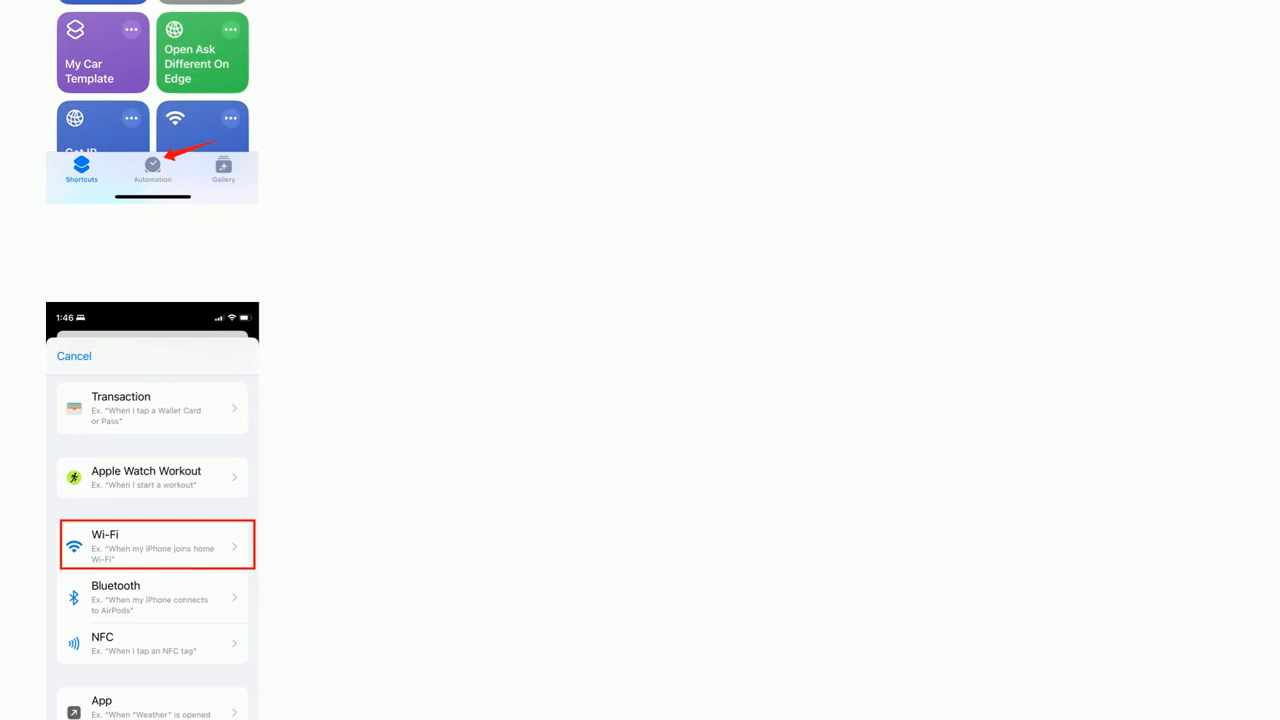 My Car
Template
Open Ask
Different On
Edge
Shortcuts
Automation
Gallery
1:46
Cancel
Transaction
Ex. “When I tap a Wallet Card
or Pass”
Apple Watch Workout
Ex. “When I start a workout”
Wi-Fi
Ex. “When my iPhone joins home
Wi-Fi”
Bluetooth
Ex. “When my iPhone connects
to AirPods”
NFC
Ex. “When I tap an NFC tag”
App
Ex. “When “Weather” is opened